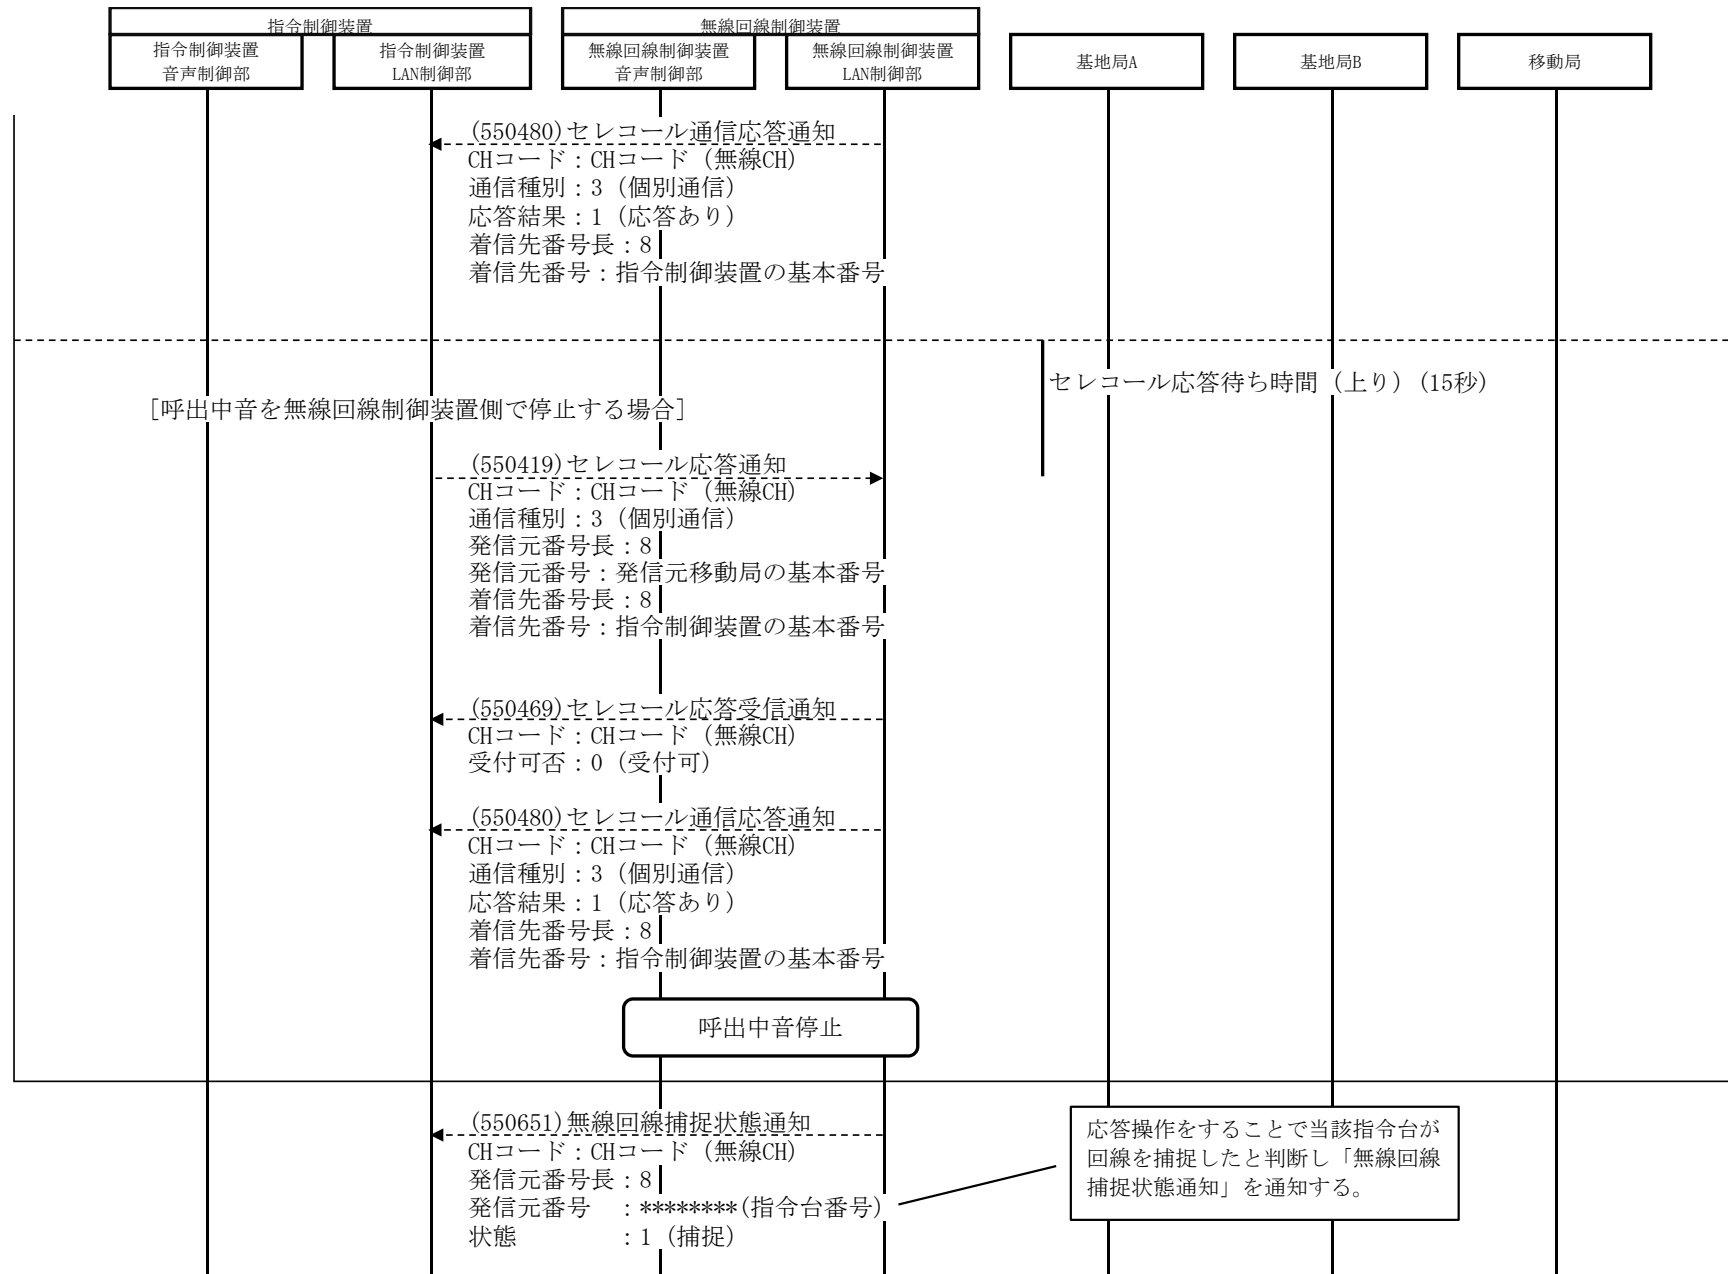 指令制御装置
無線回線制御装置
指令制御装置
音声制御部
指令制御装置
LAN制御部
無線回線制御装置
音声制御部
無線回線制御装置
LAN制御部
基地局A
基地局B
移動局
(550480)セレコール通信応答通知
CHコード：CHコード（無線CH）
通信種別：3（個別通信）
応答結果：1（応答あり）
着信先番号長：8
着信先番号：指令制御装置の基本番号
セレコール応答待ち時間（上り）(15秒)
［呼出中音を無線回線制御装置側で停止する場合］
(550419)セレコール応答通知
CHコード：CHコード（無線CH）
通信種別：3（個別通信）
発信元番号長：8
発信元番号：発信元移動局の基本番号
着信先番号長：8
着信先番号：指令制御装置の基本番号
(550469)セレコール応答受信通知
CHコード：CHコード（無線CH）
受付可否：0（受付可）
(550480)セレコール通信応答通知
CHコード：CHコード（無線CH）
通信種別：3（個別通信）
応答結果：1（応答あり）
着信先番号長：8
着信先番号：指令制御装置の基本番号
呼出中音停止
(550651)無線回線捕捉状態通知
CHコード：CHコード（無線CH）
発信元番号長：8
発信元番号　：********(指令台番号)
状態　　　　：1（捕捉）
応答操作をすることで当該指令台が
回線を捕捉したと判断し「無線回線
捕捉状態通知」を通知する。